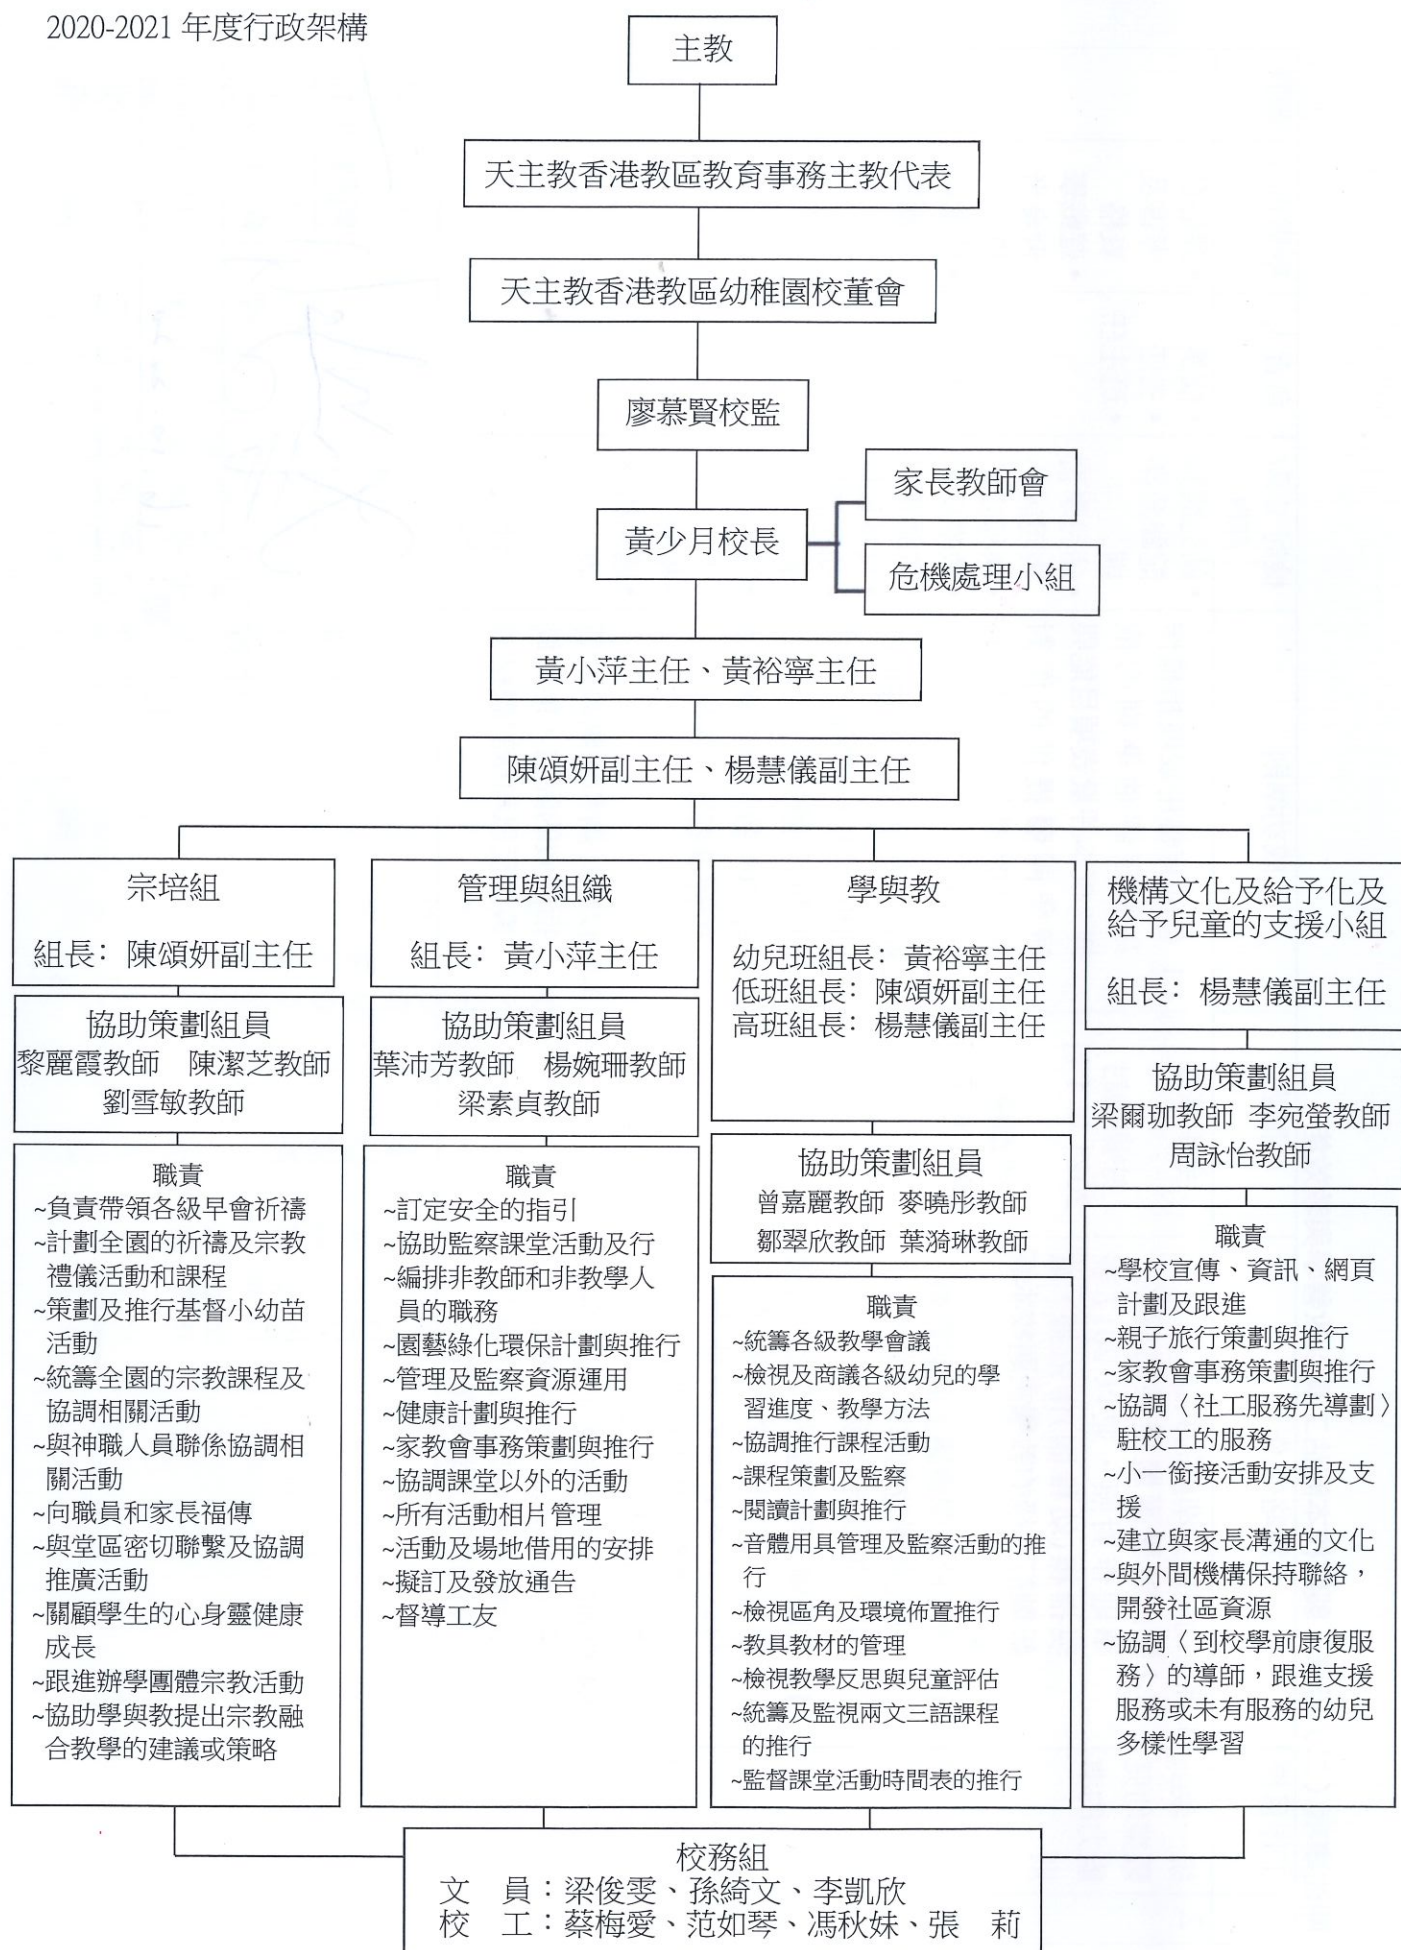 2020-2021 年度行政架構
主教
天主教香港教區教育事務主教代表
天主教香港教區幼稚園校董會
廖慕賢校監
家長教師會
黃少月校長
危機處理小組
黃小萍主任、黃裕寧主任
陳頌妍副主任、楊慧儀副主任
宗培組
組長：陳頌妍副主任
協助策劃組員
黎麗霞教師 陳潔芝教師
劉雪敏教師
職責
~負責帶領各級早會祈禱
~計劃全園的祈禱及宗教
禮儀活動和課程
~策劃及推行基督小幼苗
活動
~統籌全園的宗教課程及
協調相關活動
~與神職人員聯係協調相
關活動
~向職員和家長福傳
~與堂區密切聯繫及協調
推廣活動
~關顧學生的心身靈健康
成長
~跟進辦學團體宗教活動
~協助學與教提出宗教融
合教學的建議或策略
管理與組織
組長：黃小萍主任
協助策劃組員
葉沛芳教師 楊婉珊教師
梁素貞教師
職責
~訂定安全的指引
~協助監察課堂活動及行
~編排非教師和非教學人
員的職務
~園藝綠化環保計劃與推行
~管理及監察資源運用
~健康計劃與推行
~家教會事務策劃與推行
~協調課堂以外的活動
~所有活動相片管理
~活動及場地借用的安排
~擬訂及發放通告
~督導工友
學與教
幼兒班組長：黃裕寧主任
低班組長：陳頌妍副主任
高班組長：楊慧儀副主任
協助策劃組員
曾嘉麗教師 麥曉彤教師
鄒翠欣教師 葉漪琳教師
職責
~統籌各級教學會議
~檢視及商議各級幼兒的學
習進度、教學方法
~協調推行課程活動
~課程策劃及監察
~閱讀計劃與推行
~音體用具管理及監察活動的推
行
~檢視區角及環境佈置推行
~教具教材的管理
~檢視教學反思與兒童評估
~統籌及監視兩文三語課程
的推行
~監督課堂活動時間表的推行
機構文化及給予化及
給予兒童的支援小組
組長：楊慧儀副主任
協助策劃組員
梁爾珈教師 李宛螢教師
周詠怡教師
職責
~學校宣傳、資訊、網頁
計劃及跟進
~親子旅行策劃與推行
~家教會事務策劃與推行
~協調〈社工服務先導劃〉
駐校工的服務
~小一銜接活動安排及支
援
~建立與家長溝通的文化
~與外間機構保持聯絡，
開發社區資源
~協調〈到校學前康復服
務〉的導師，跟進支援
服務或未有服務的幼兒
多樣性學習
校務組
文 員：梁俊雯、孫綺文、李凱欣
校 工：蔡梅愛、范如琴、馮秋妹、張 莉